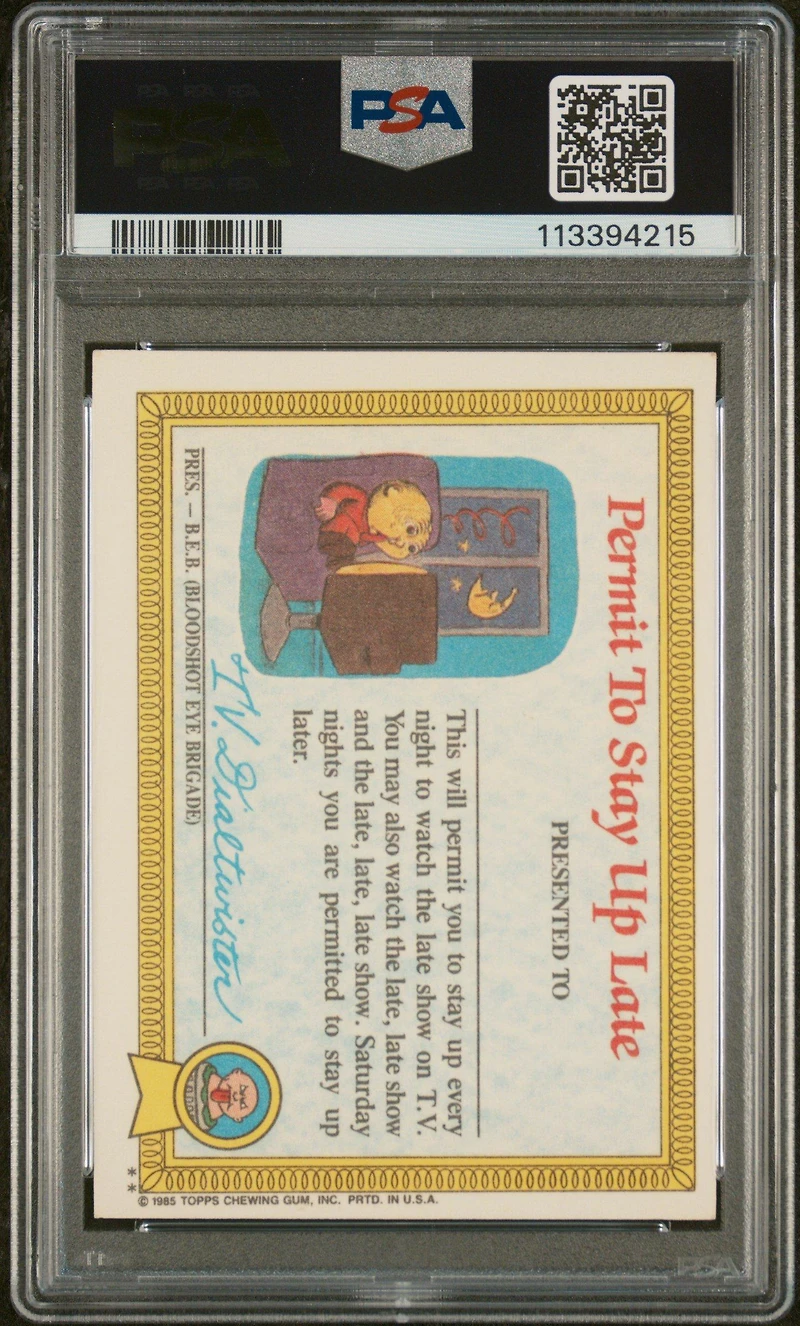 PSA
113394215
Permit To Stay Up Late
PRESENTED TO
This will permit you to stay up every
night to watch the late show on T.V.
You may also watch the late, late show
and the late, late, late show. Saturday
nights you are permitted to stay up
later.
T.V. Dialtwister
PRES. — B.E.B. (BLOODSHOT EYE BRIGADE)
**
© 1985 TOPPS CHEWING GUM, INC. PRTD. IN U.S.A.
PSA